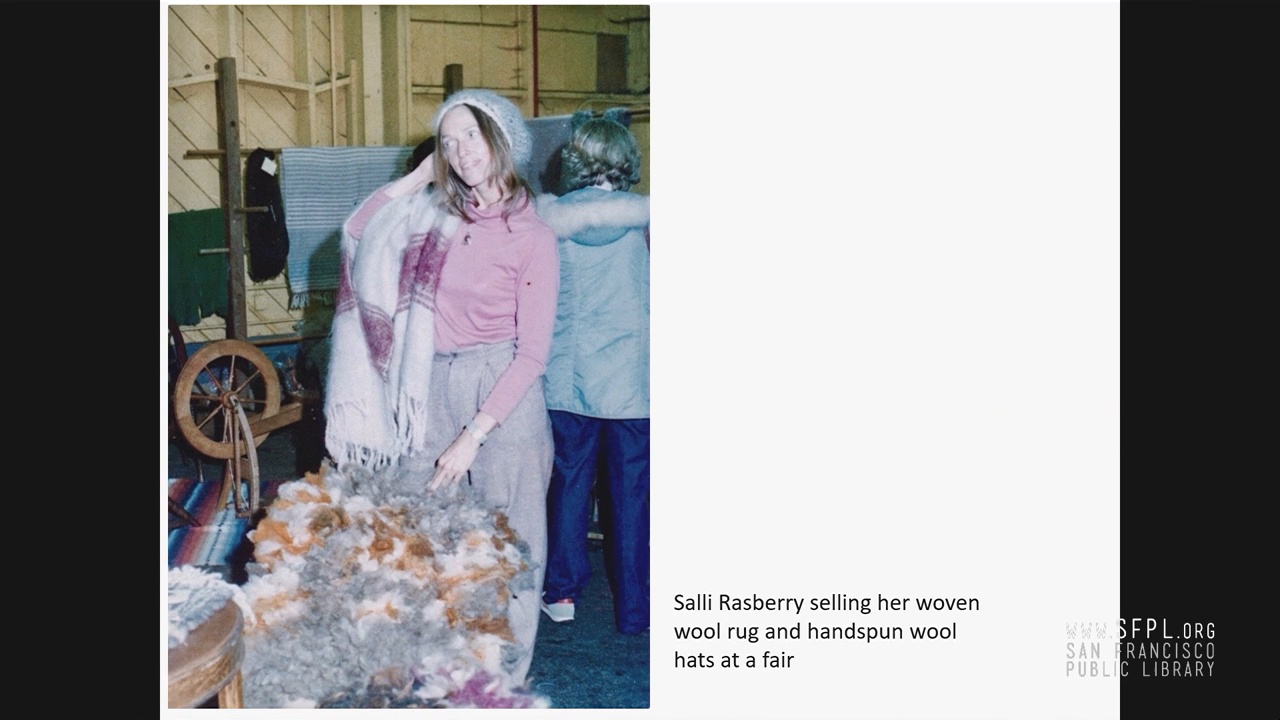 Salli Rasberry selling her woven
wool rug and handspun wool
hats at a fair
www.SFPL.ORG
SAN FRANCISCO
PUBLIC LIBRARY